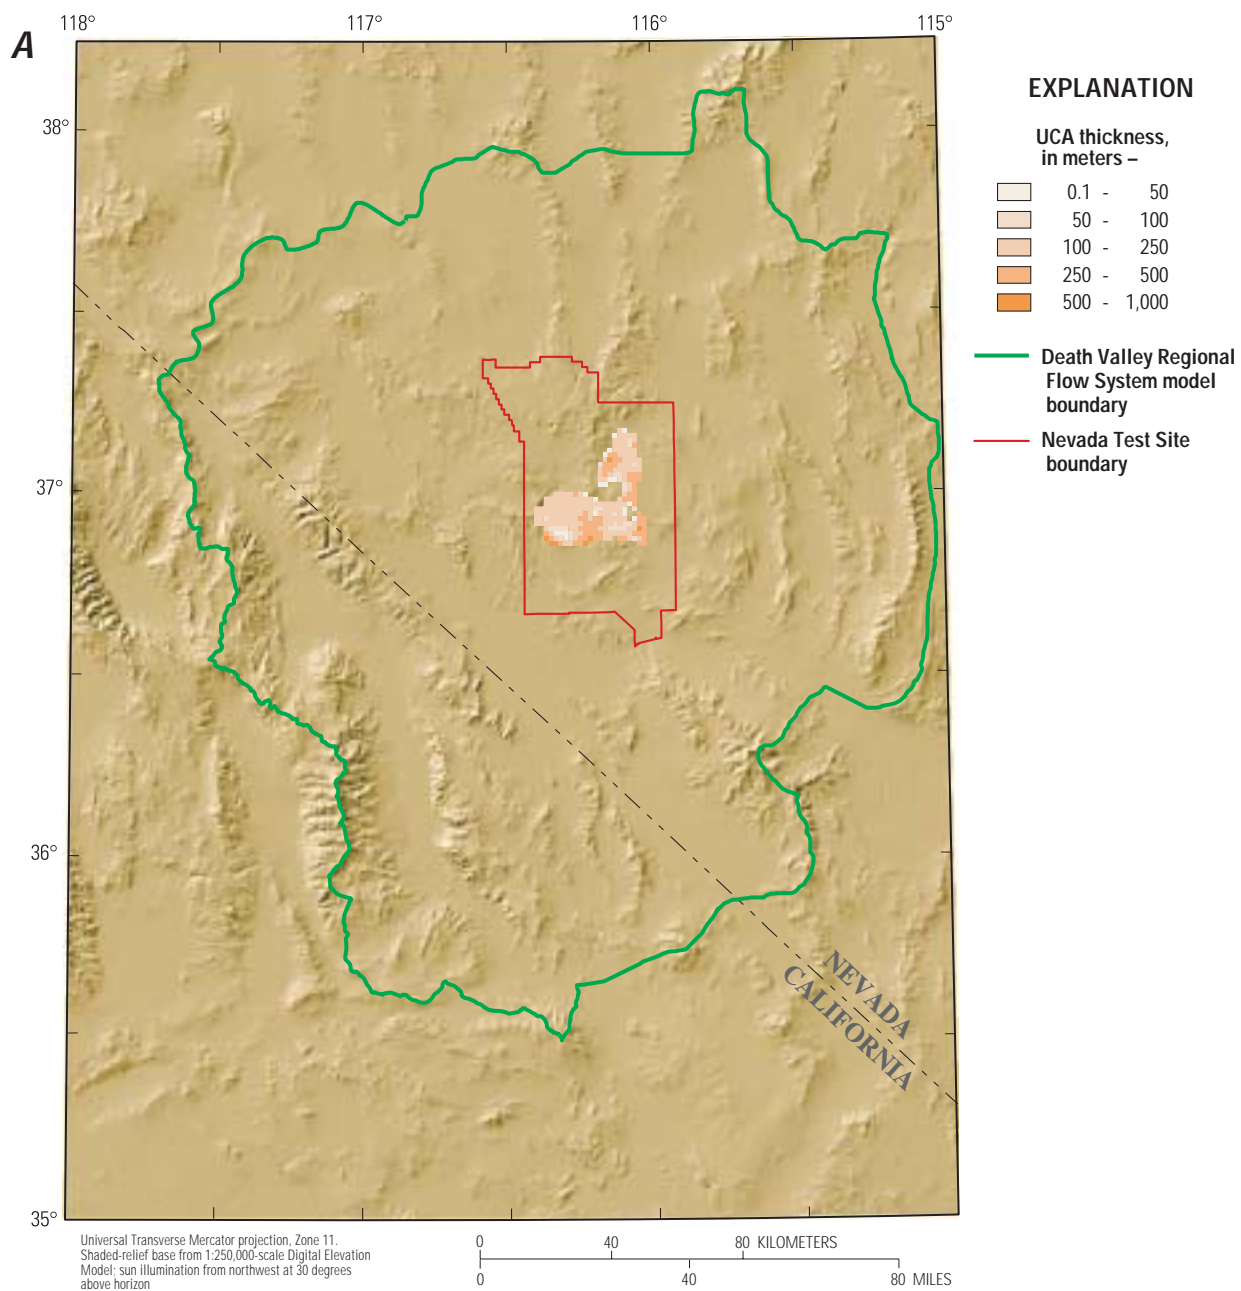 A
118°
117°
116°
115°
38°
37°
36°
35°
EXPLANATION
UCA thickness,
in meters –
0.1 - 50
50 - 100
100 - 250
250 - 500
500 - 1,000
Death Valley Regional
Flow System model
boundary
Nevada Test Site
boundary
NEVADA
CALIFORNIA
Universal Transverse Mercator projection, Zone 11.
Shaded-relief base from 1:250,000-scale Digital Elevation
Model; sun illumination from northwest at 30 degrees
above horizon
0 40 80 KILOMETERS
0 40 80 MILES